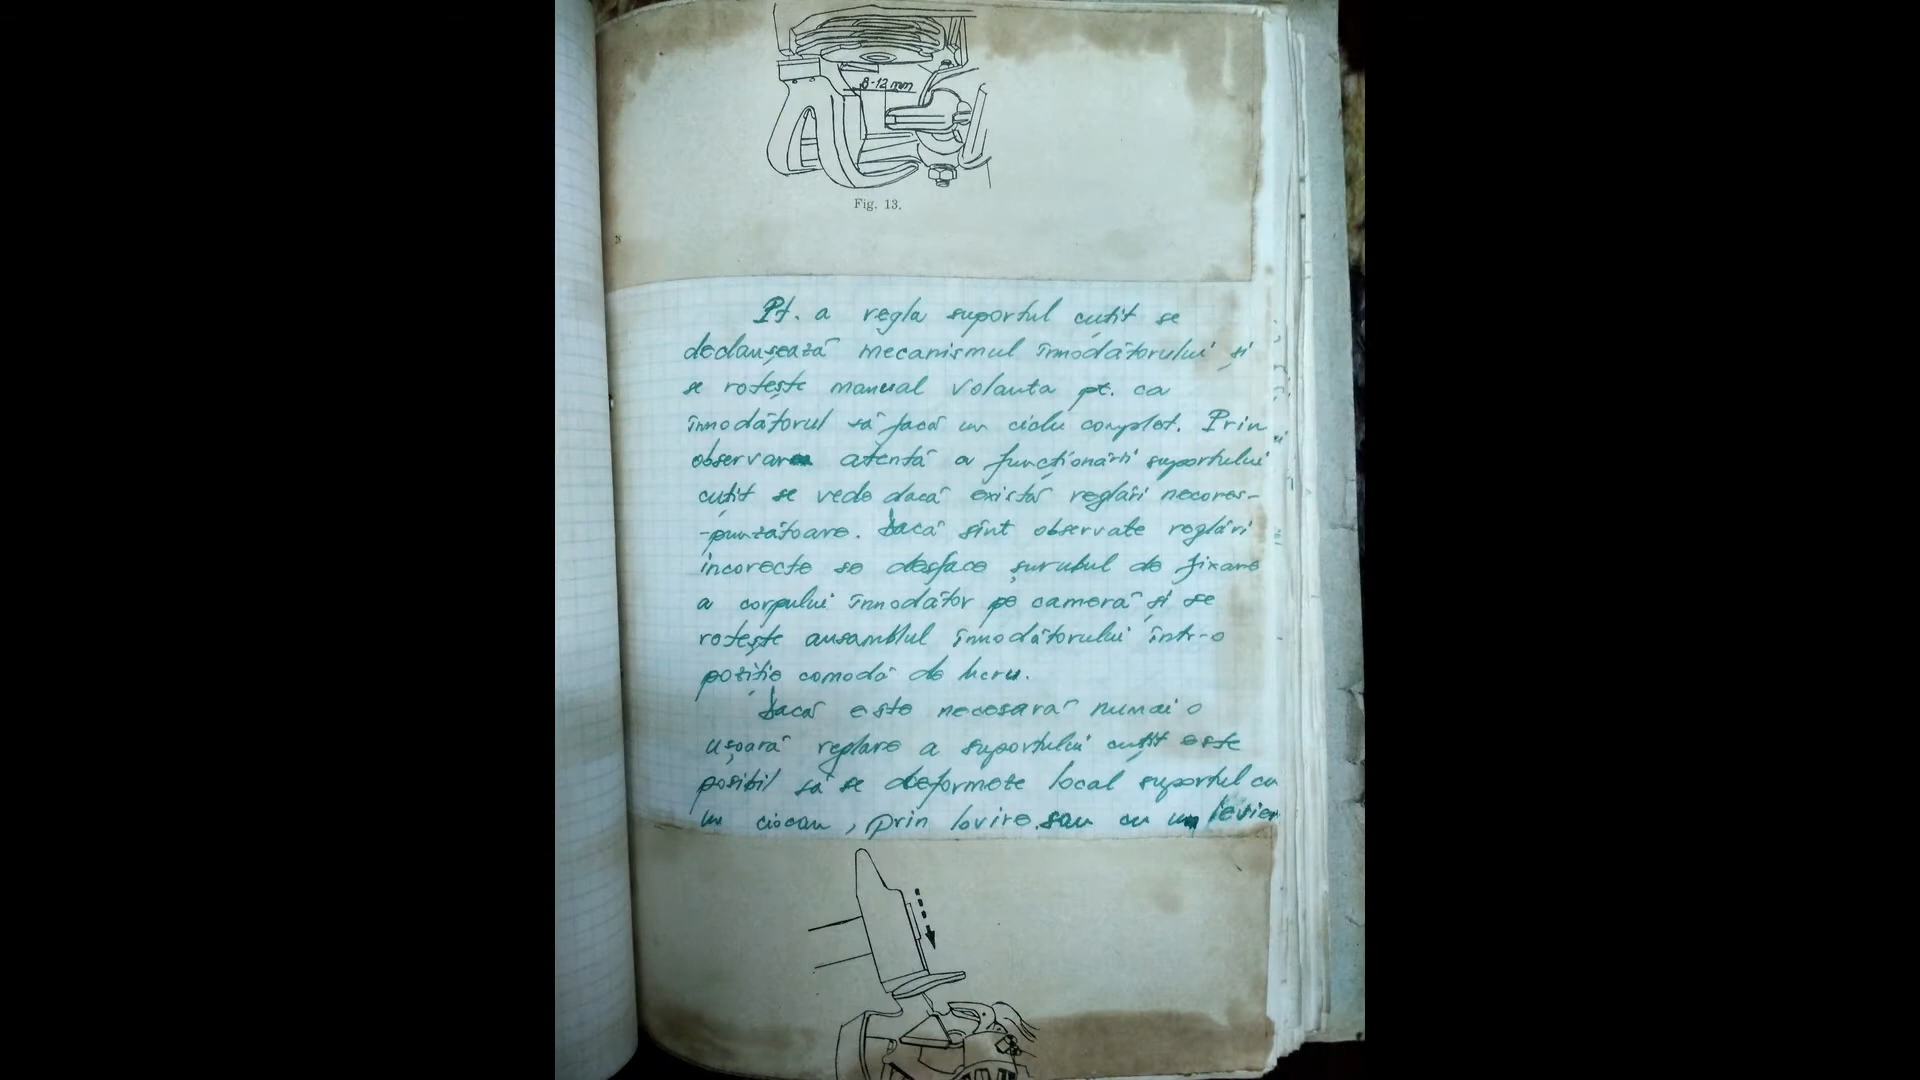 8-12 mm
Fig. 13.
Pt. a regla suportul cuțit se
declanșează mecanismul înnodătorului și
se rotește manual volanta pt. ca
înnodătorul să facă un ciclu complet. Prin
observarea atentă a funcționării suportului
cuțit se vede dacă există reglări necores-
-punzătoare. Dacă sînt observate reglări
incorecte se desface șurubul de fixare
a corpului înnodător pe cameră și se
rotește ansamblul înnodătorului într-o
poziție comodă de lucru.
Dacă este necesară numai o
ușoară reglare a suportului cuțit este
posibil să se deformeze local suportul cu
un ciocan, prin lovire sau cu un levier